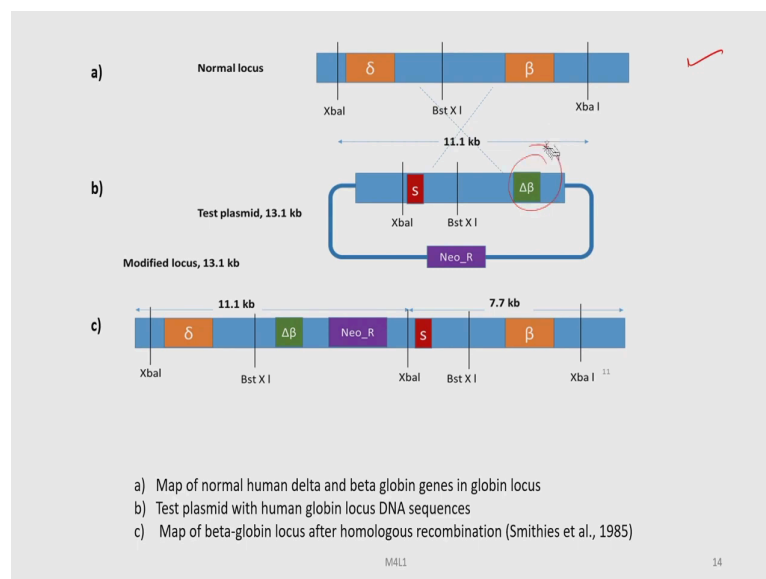 a)
Normal locus
δ
β
XbaI
Bst X I
Xba I
11.1 kb
b)
S
Δβ
XbaI
Bst X I
Test plasmid, 13.1 kb
Neo_R
Modified locus, 13.1 kb
11.1 kb
7.7 kb
c)
δ
Δβ
Neo_R
S
β
XbaI
Bst X I
XbaI
Bst X I
Xba I
11
a) Map of normal human delta and beta globin genes in globin locus
b) Test plasmid with human globin locus DNA sequences
c) Map of beta-globin locus after homologous recombination (Smithies et al., 1985)
M4L1
14